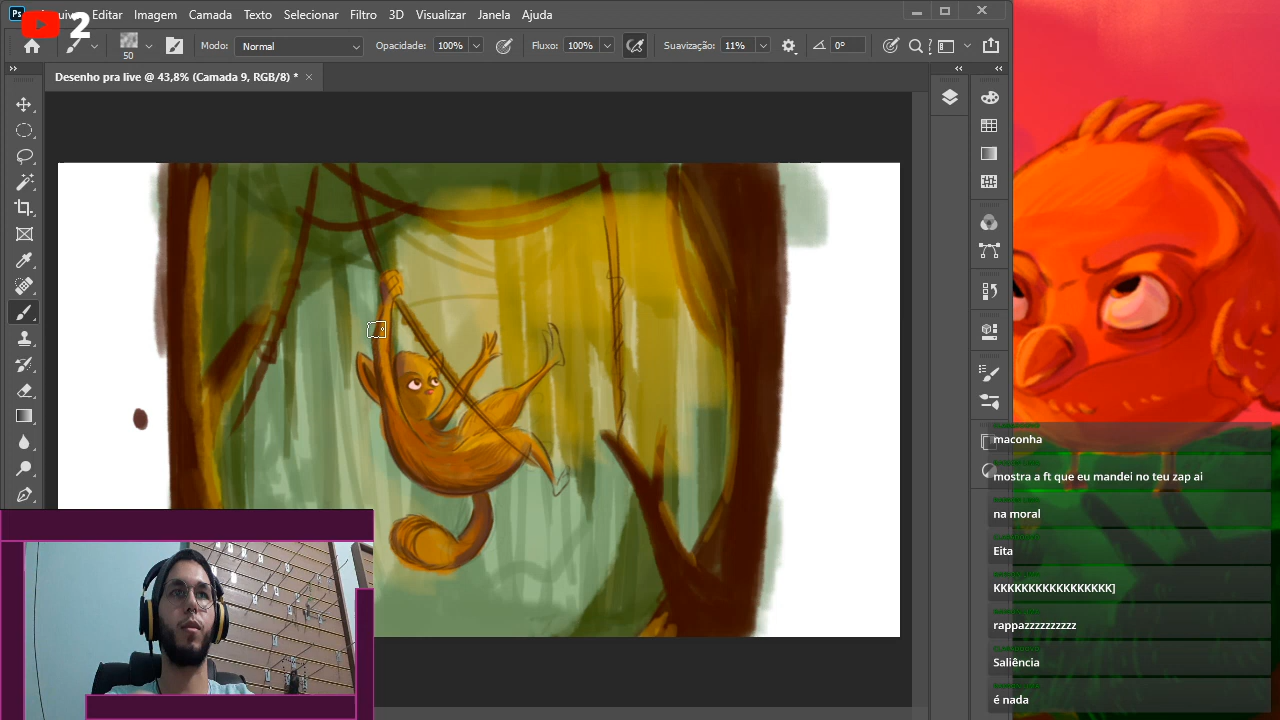 Ps Arquivo Editar Imagem Camada Texto Selecionar Filtro 3D Visualizar Janela Ajuda
2
50
Modo: Normal Opacidade: 100% Fluxo: 100% Suavização: 11% 0°
Desenho pra live @ 43,8% (Camada 9, RGB/8) *
maconha
mostra a ft que eu mandei no teu zap ai
na moral
Eita
KKKKKKKKKKKKKKKKK]
rappazzzzzzzzzz
Saliência
é nada